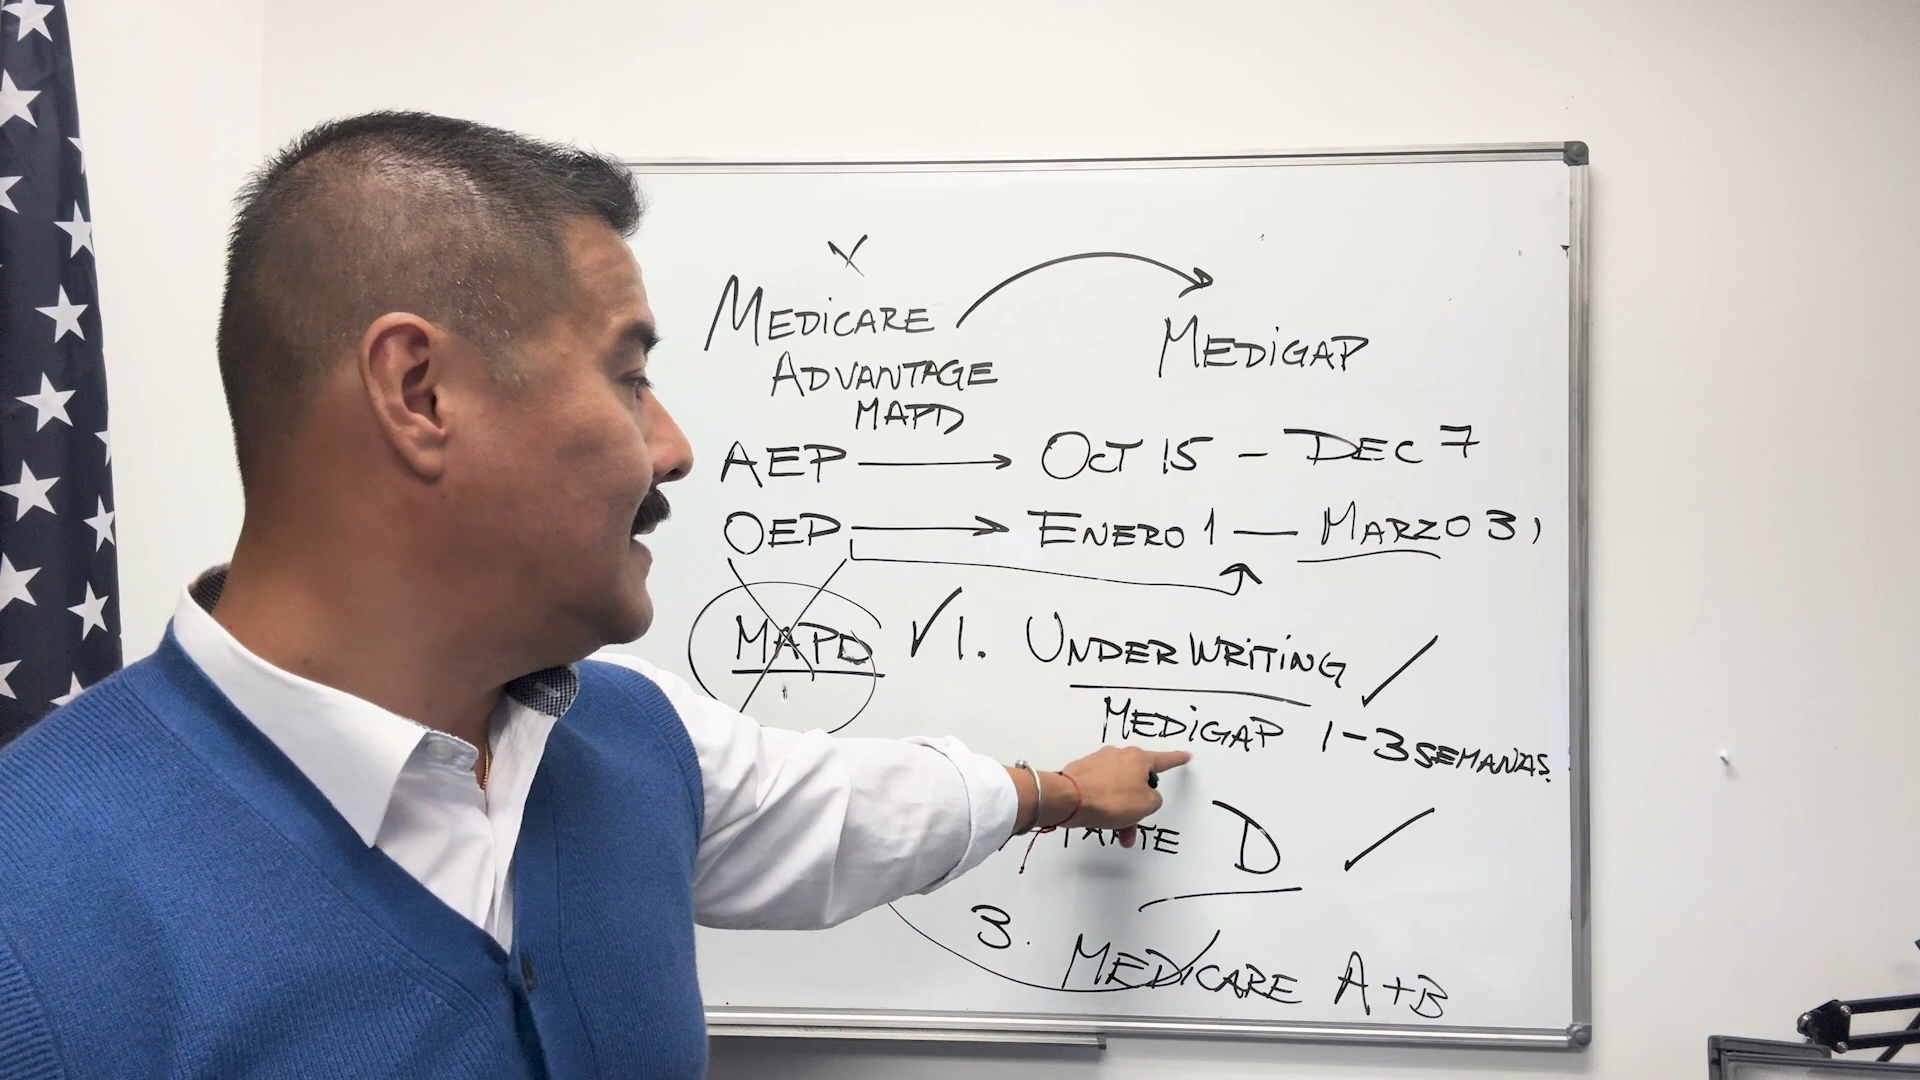 MEDICARE
ADVANTAGE
MAPD
MEDIGAP
AEP → OCT 15 - DEC 7
OEP → ENERO 1 — MARZO 31
MAPD
✓ 1. UNDERWRITING ✓
MEDIGAP 1-3 SEMANAS.
PARTE D ✓
3. MEDICARE A+B